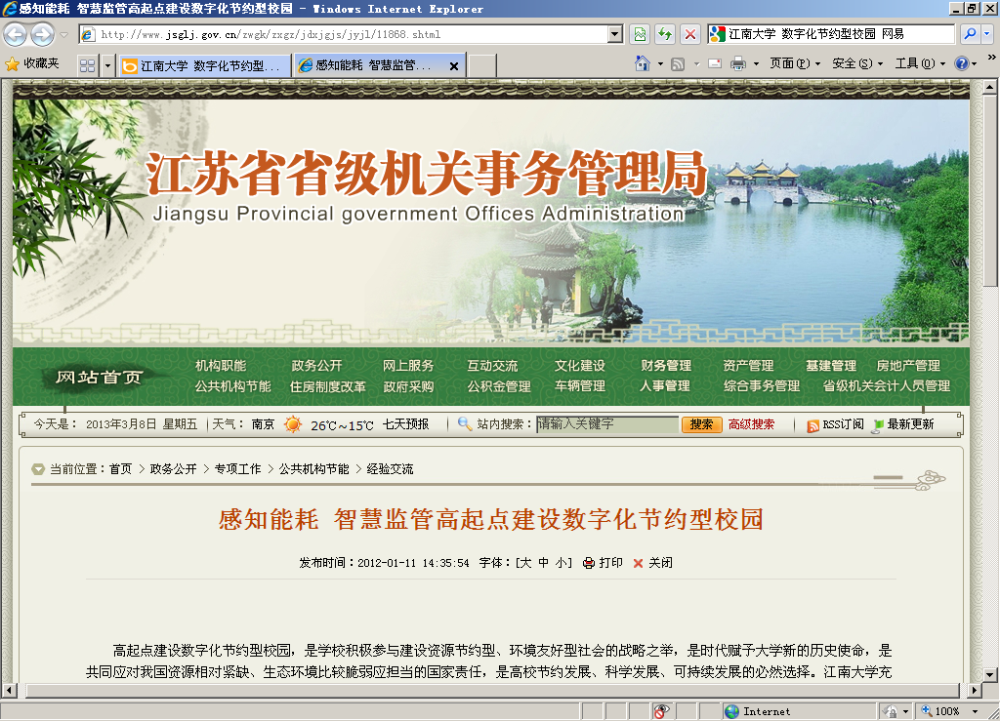 感知能耗 智慧监管高起点建设数字化节约型校园 - Windows Internet Explorer
http://www.jsglj.gov.cn/zwgk/zxgz/jdxjgjs/jyjl/11868.shtml
江南大学 数字化节约型校园 网易
收藏夹
江南大学 数字化节约型...
感知能耗 智慧监管...
页面(P) 安全(S) 工具(O)
江苏省省级机关事务管理局
Jiangsu Provincial government Offices Administration
网站首页
机构职能 政务公开 网上服务 互动交流 文化建设 财务管理 资产管理 基建管理 房地产管理
公共机构节能 住房制度改革 政府采购 公积金管理 车辆管理 人事管理 综合事务管理 省级机关会计人员管理
今天是： 2013年3月8日 星期五 | 天气： 南京 26℃~15℃ 七天预报 | 站内搜索： 请输入关键字 搜索 高级搜索 | RSS订阅 最新更新
当前位置：首页 > 政务公开 > 专项工作 > 公共机构节能 > 经验交流
感知能耗 智慧监管高起点建设数字化节约型校园
发布时间：2012-01-11 14:35:54 字体：[大 中 小] 打印 关闭
高起点建设数字化节约型校园，是学校积极参与建设资源节约型、环境友好型社会的战略之举，是时代赋予大学新的历史使命，是
共同应对我国资源相对紧缺、生态环境比较脆弱应担当的国家责任，是高校节约发展、科学发展、可持续发展的必然选择。江南大学充
Internet
100%